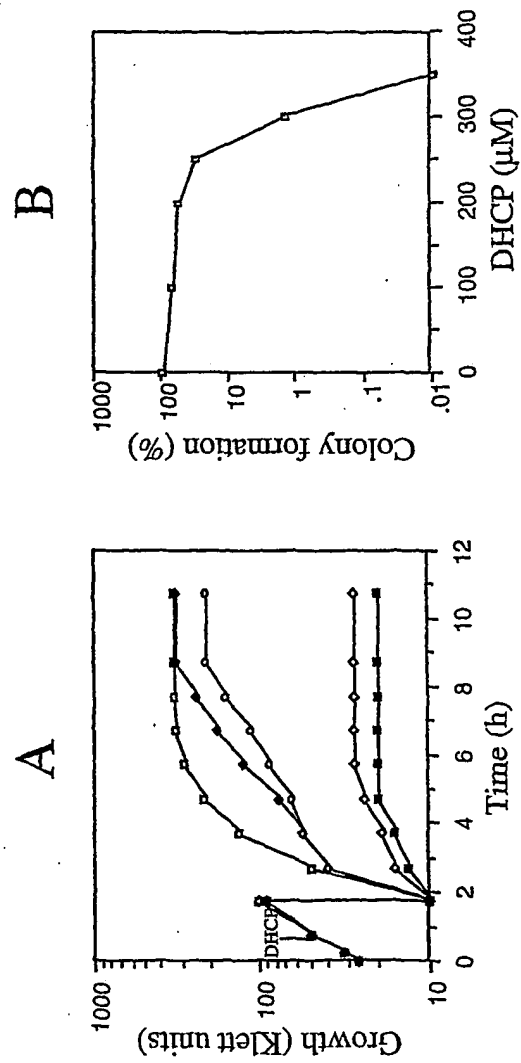 A
Growth (Klett units)
1000
100
10
DHCP
0 2 4 6 8 10 12
Time (h)
B
Colony formation (%)
1000
100
10
1
.1
.01
0 100 200 300 400
DHCP (μM)